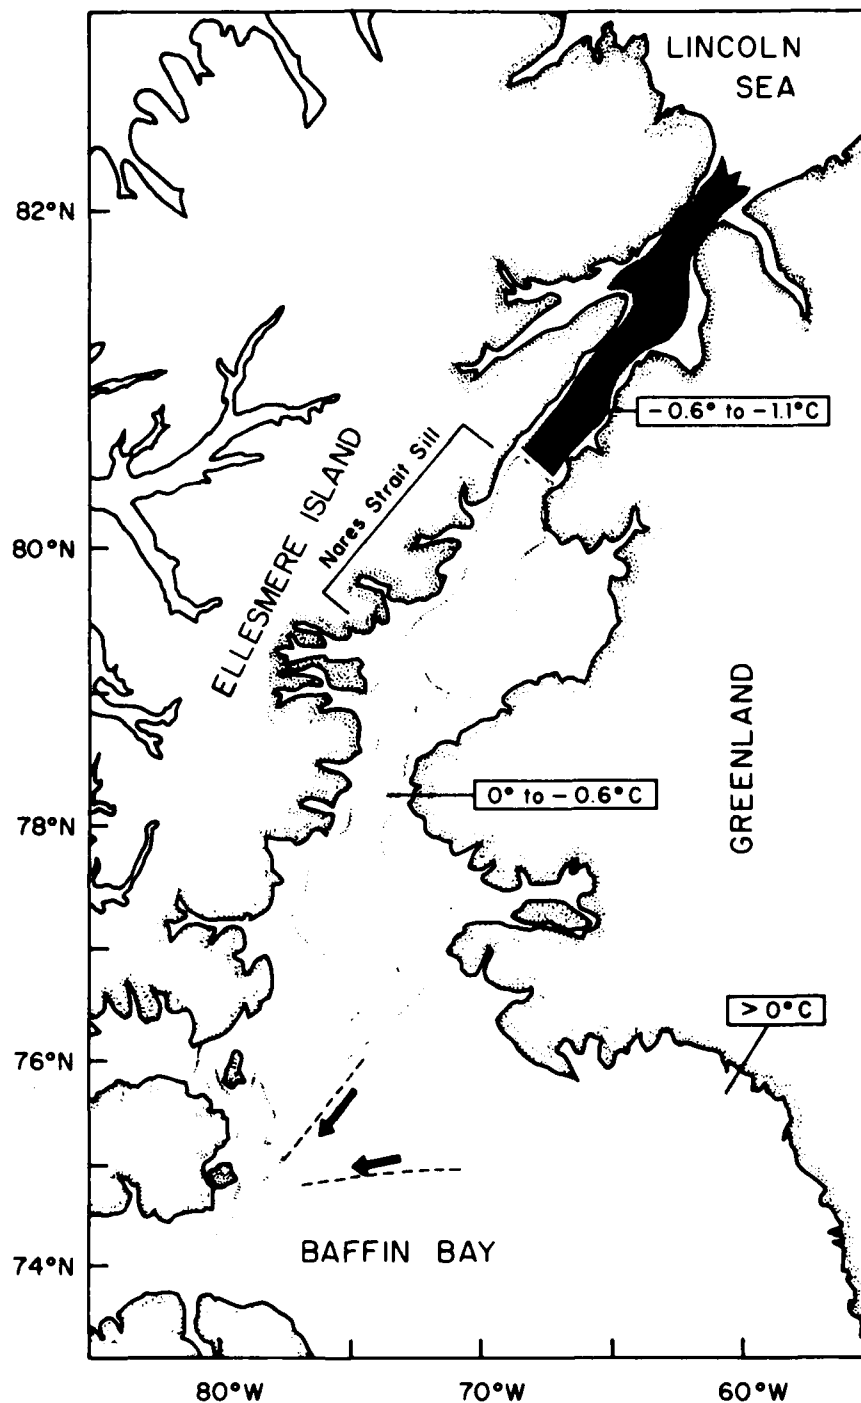 LINCOLN
SEA
82°N
-0.6° to -1.1°C
Nares Strait Sill
ELLESMERE ISLAND
80°N
GREENLAND
0° to -0.6°C
78°N
> 0°C
76°N
BAFFIN BAY
74°N
80°W
70°W
60°W